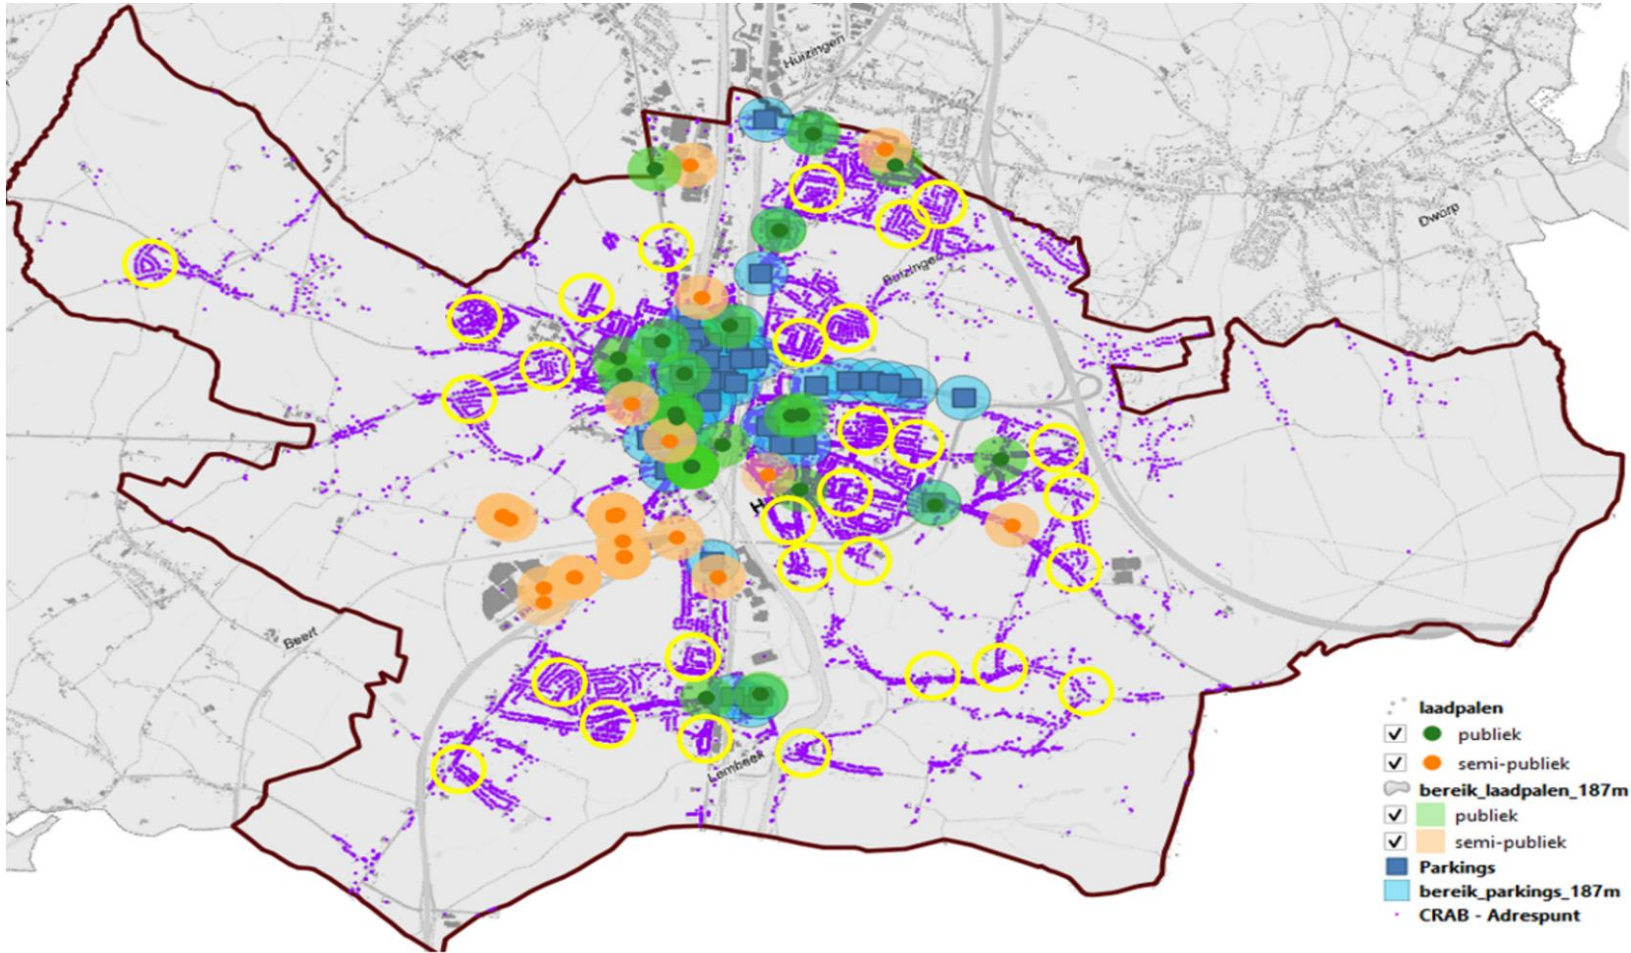 Huizingen
Dworp
Buizingen
H
Beert
Lembeek
laadpalen
publiek
semi-publiek
bereik_laadpalen_187m
publiek
semi-publiek
Parkings
bereik_parkings_187m
CRAB - Adrespunt